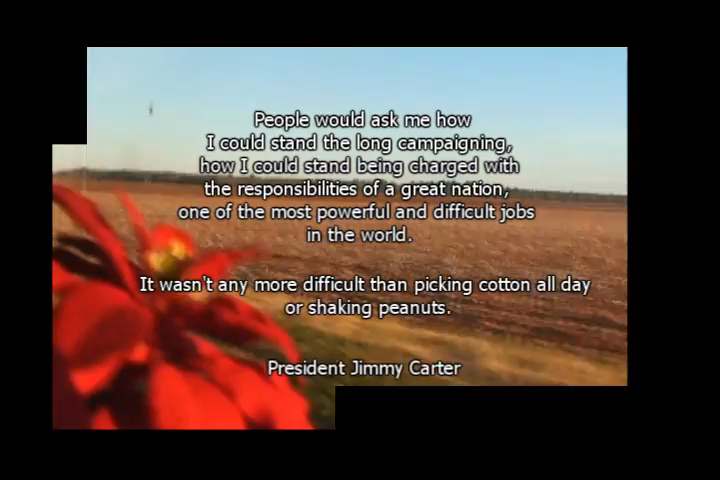 People would ask me how
I could stand the long campaigning,
how I could stand being charged with
the responsibilities of a great nation,
one of the most powerful and difficult jobs
in the world.
It wasn't any more difficult than picking cotton all day
or shaking peanuts.
President Jimmy Carter